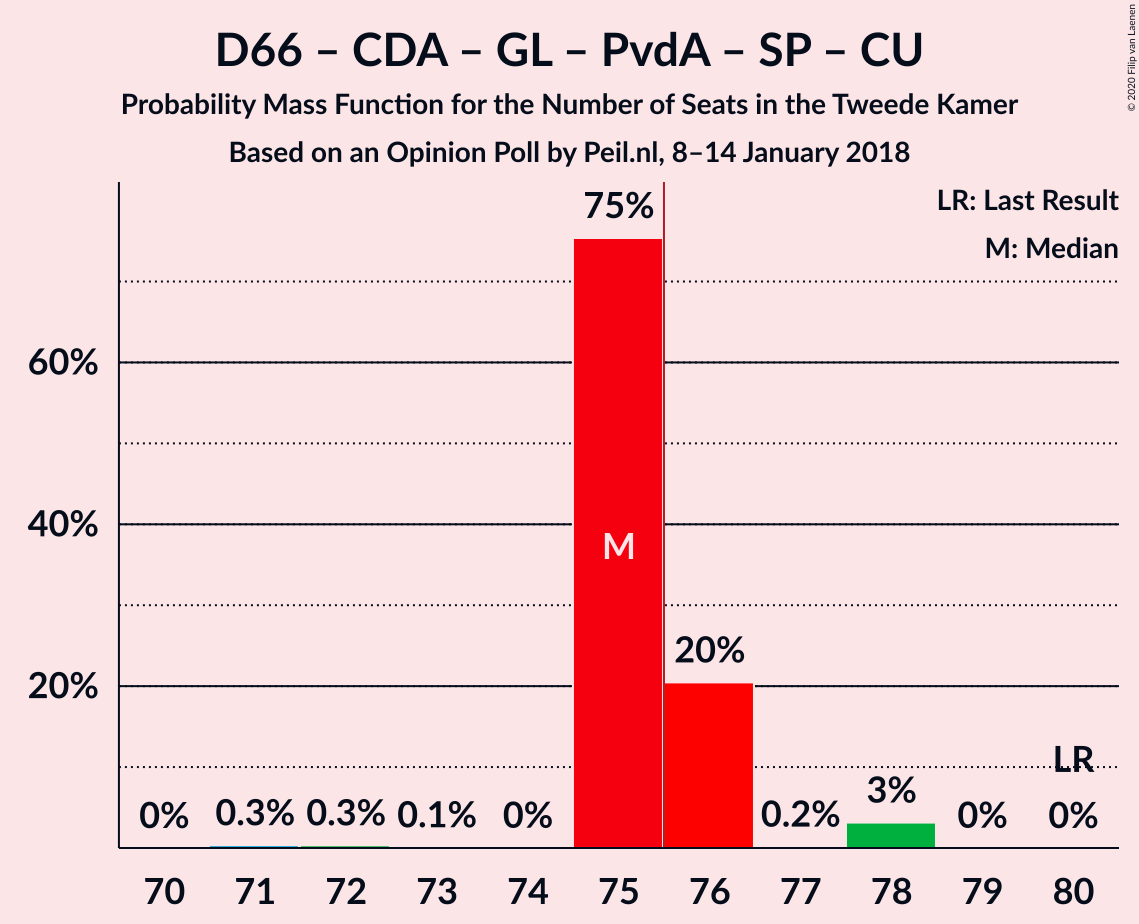 D66 – CDA – GL – PvdA – SP – CU
Probability Mass Function for the Number of Seats in the Tweede Kamer
Based on an Opinion Poll by Peil.nl, 8–14 January 2018
© 2020 Filip van Laenen
LR: Last Result
M: Median
75%
60%
40%
M
20%
20%
LR
0% 0.3% 0.3% 0.1% 0% 0.2% 3% 0% 0%
70 71 72 73 74 75 76 77 78 79 80